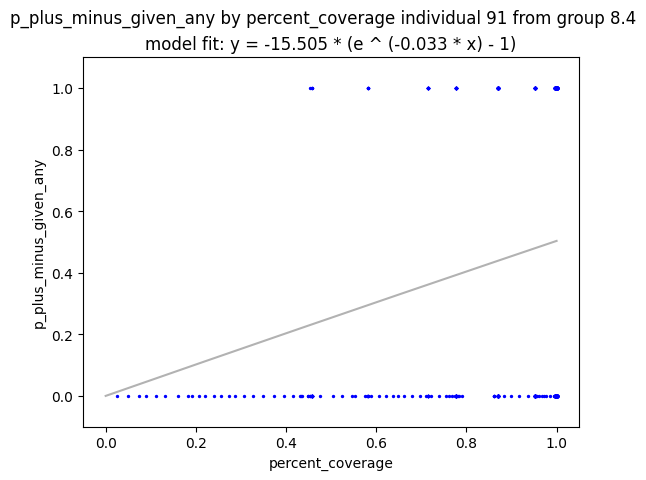 p_plus_minus_given_any by percent_coverage individual 91 from group 8.4
model fit: y = -15.505 * (e ^ (-0.033 * x) - 1)
1.0
0.8
0.6
0.4
0.2
0.0
p_plus_minus_given_any
0.0 0.2 0.4 0.6 0.8 1.0
percent_coverage